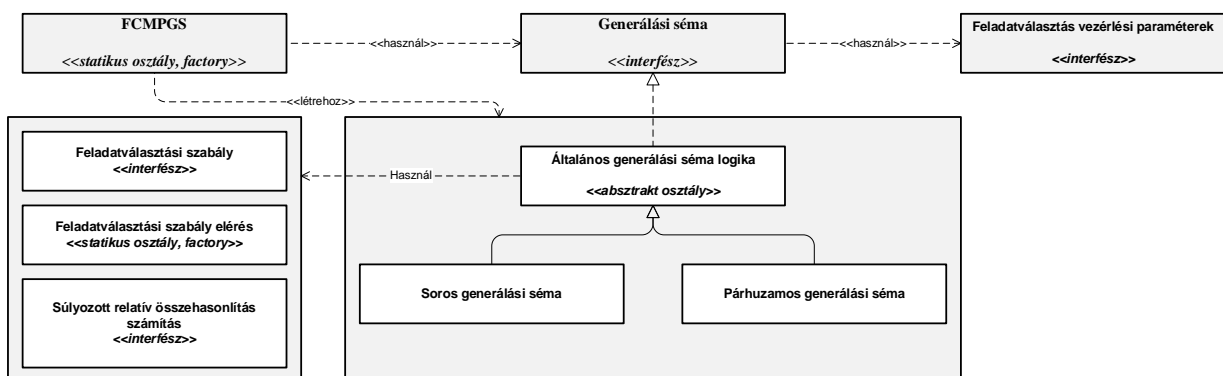 FCMPGS
<<statikus osztály, factory>>
<<használ>>
Generálási séma
<<interfész>>
<<használ>>
Feladatválasztás vezérlési paraméterek
<<interfész>>
<<létrehoz>>
Feladatválasztási szabály
<<interfész>>
Feladatválasztási szabály elérés
<<statikus osztály, factory>>
Súlyozott relatív összehasonlítás
számítás
<<interfész>>
Használ
Általános generálási séma logika
<<absztrakt osztály>>
Soros generálási séma
Párhuzamos generálási séma